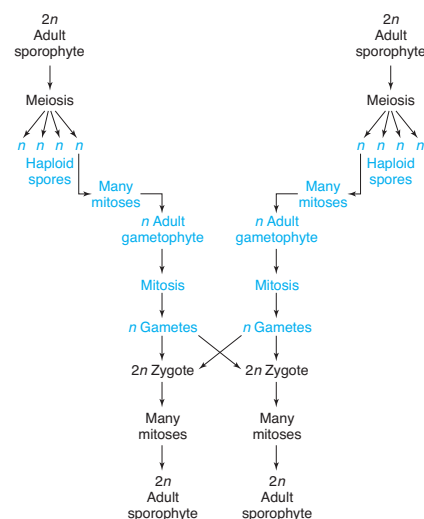 2n
Adult
sporophyte
2n
Adult
sporophyte
Meiosis
Meiosis
n n n n
n n n n
Haploid
spores
Haploid
spores
Many
mitoses
Many
mitoses
n Adult
gametophyte
n Adult
gametophyte
Mitosis
Mitosis
n Gametes
n Gametes
2n Zygote
2n Zygote
Many
mitoses
Many
mitoses
2n
Adult
sporophyte
2n
Adult
sporophyte